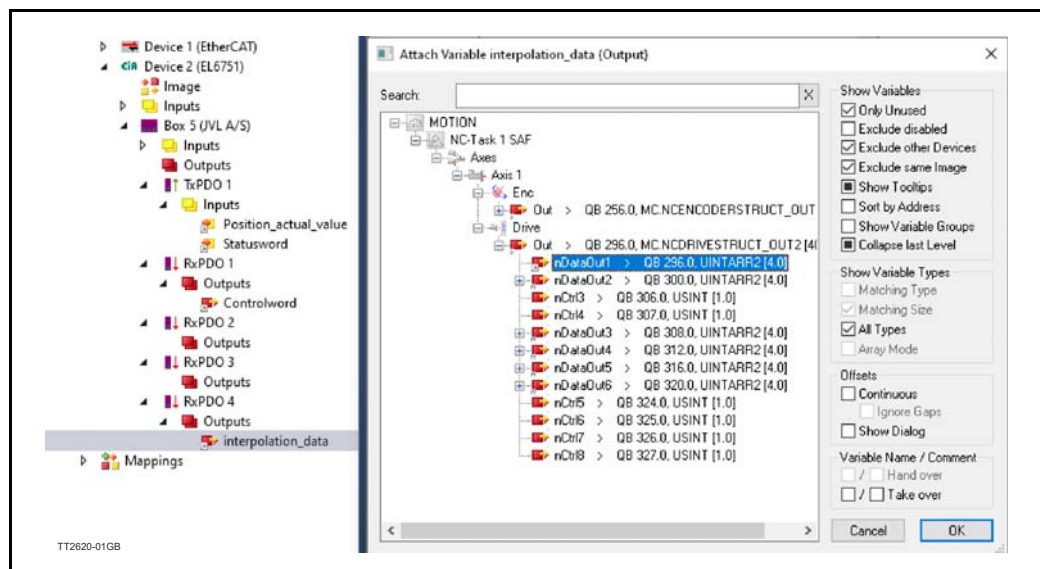 Device 1 (EtherCAT)
CiA Device 2 (EL6751)
Image
Inputs
Box 5 (JVL A/S)
Inputs
Outputs
TxPDO 1
Inputs
Position_actual_value
Statusword
RxPDO 1
Outputs
Controlword
RxPDO 2
Outputs
RxPDO 3
Outputs
RxPDO 4
Outputs
interpolation_data
Mappings
TT2620-01GB
Attach Variable interpolation_data (Output)
Search:
X
MOTION
NC-Task 1 SAF
Axes
Axis 1
Enc
Out > QB 256.0, MC.NCENCODERSTRUCT_OUT
Drive
Out > QB 296.0, MC.NCDRIVESTRUCT_OUT2 [4(
nDataOut1 > QB 296.0, UINTARR2 [4.0]
nDataOut2 > QB 300.0, UINTARR2 [4.0]
nCtrl3 > QB 306.0, USINT [1.0]
nCtrl4 > QB 307.0, USINT [1.0]
nDataOut3 > QB 308.0, UINTARR2 [4.0]
nDataOut4 > QB 312.0, UINTARR2 [4.0]
nDataOut5 > QB 316.0, UINTARR2 [4.0]
nDataOut6 > QB 320.0, UINTARR2 [4.0]
nCtrl5 > QB 324.0, USINT [1.0]
nCtrl6 > QB 325.0, USINT [1.0]
nCtrl7 > QB 326.0, USINT [1.0]
nCtrl8 > QB 327.0, USINT [1.0]
Show Variables
Only Unused
Exclude disabled
Exclude other Devices
Exclude same Image
Show Tooltips
Sort by Address
Show Variable Groups
Collapse last Level
Show Variable Types
Matching Type
Matching Size
All Types
Array Mode
Offsets
Continuous
Ignore Gaps
Show Dialog
Variable Name / Comment
/ Hand over
/ Take over
Cancel
OK